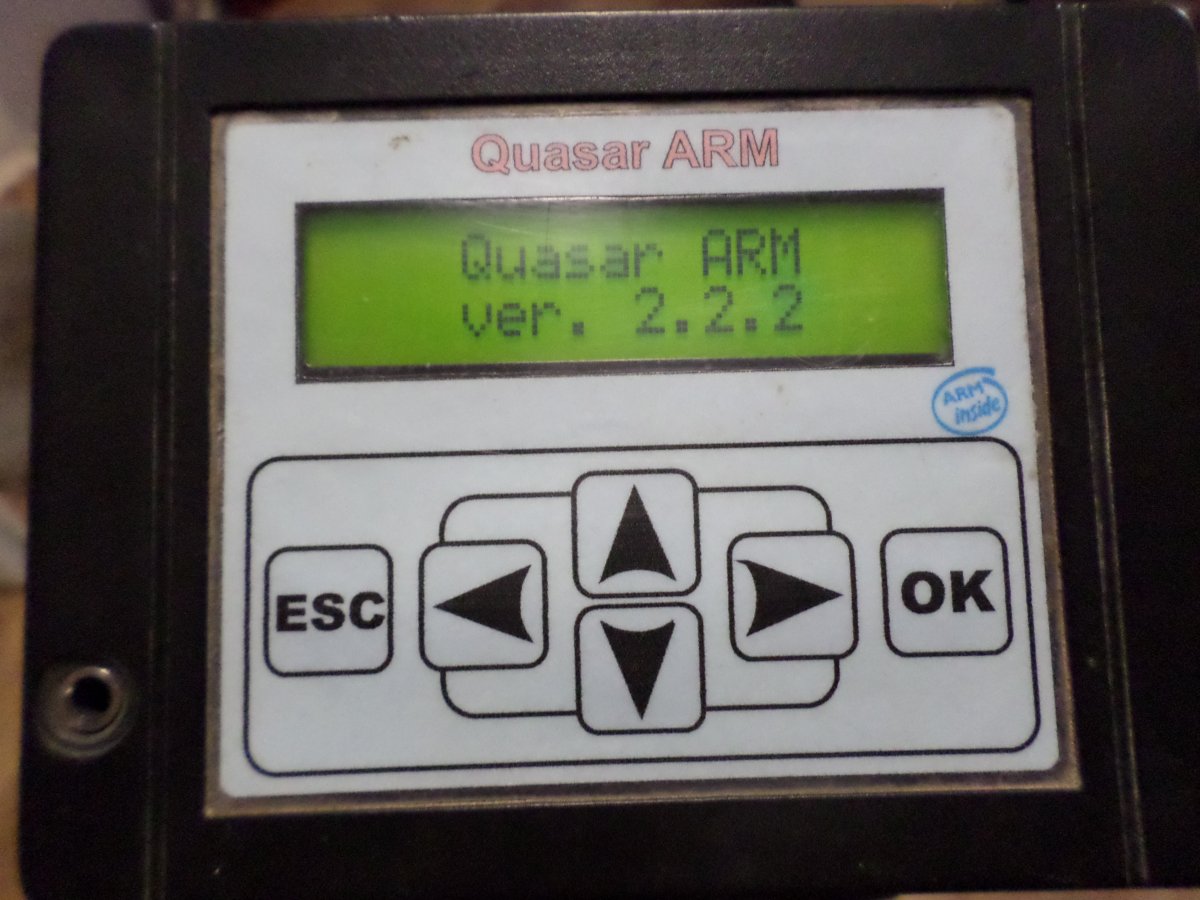 Quasar ARM
Quasar ARM
ver. 2.2.2
ARM
inside
ESC
OK